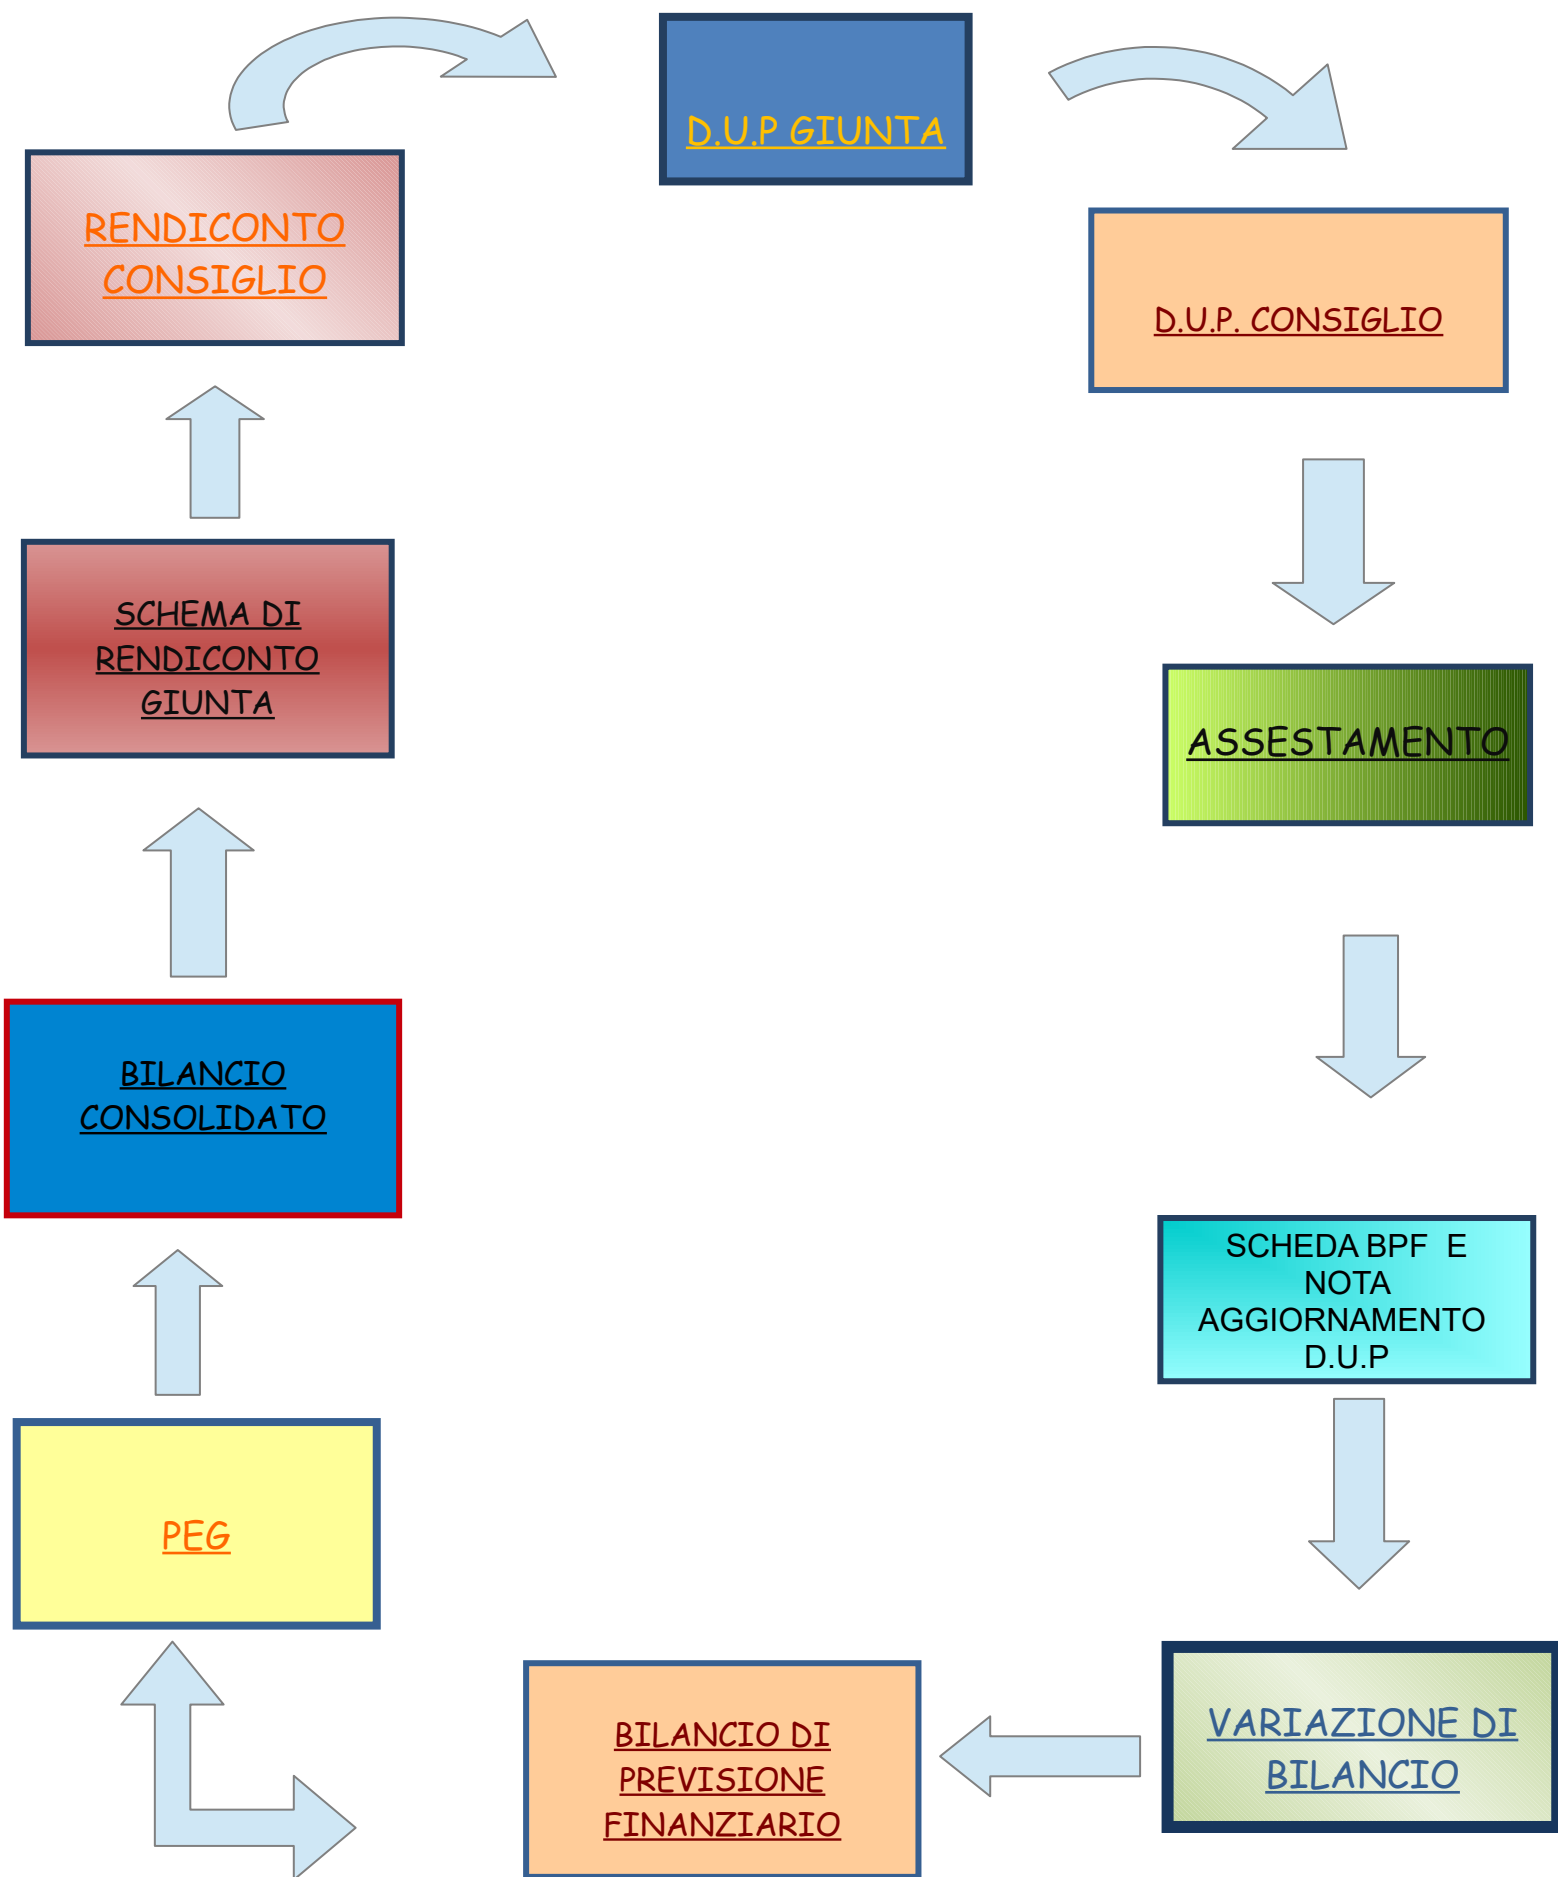 D.U.P GIUNTA
RENDICONTO
CONSIGLIO
D.U.P. CONSIGLIO
SCHEMA DI
RENDICONTO
GIUNTA
ASSESTAMENTO
BILANCIO
CONSOLIDATO
SCHEDA BPF E
NOTA
AGGIORNAMENTO
D.U.P
PEG
BILANCIO DI
PREVISIONE
FINANZIARIO
VARIAZIONE DI
BILANCIO